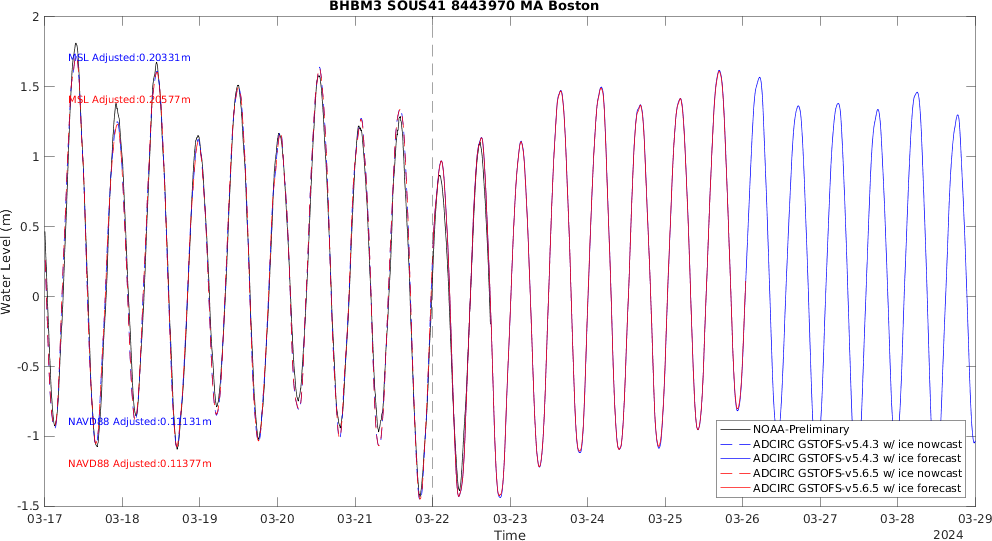 BHBM3 SOUS41 8443970 MA Boston
2
1.5
1
0.5
0
-0.5
-1
-1.5
Water Level (m)
MSL Adjusted:0.20331m
MSL Adjusted:0.20577m
NAVD88 Adjusted:0.11131m
NAVD88 Adjusted:0.11377m
NOAA-Preliminary
ADCIRC GSTOFS-v5.4.3 w/ ice nowcast
ADCIRC GSTOFS-v5.4.3 w/ ice forecast
ADCIRC GSTOFS-v5.6.5 w/ ice nowcast
ADCIRC GSTOFS-v5.6.5 w/ ice forecast
03-17 03-18 03-19 03-20 03-21 03-22 03-23 03-24 03-25 03-26 03-27 03-28 03-29
Time
2024